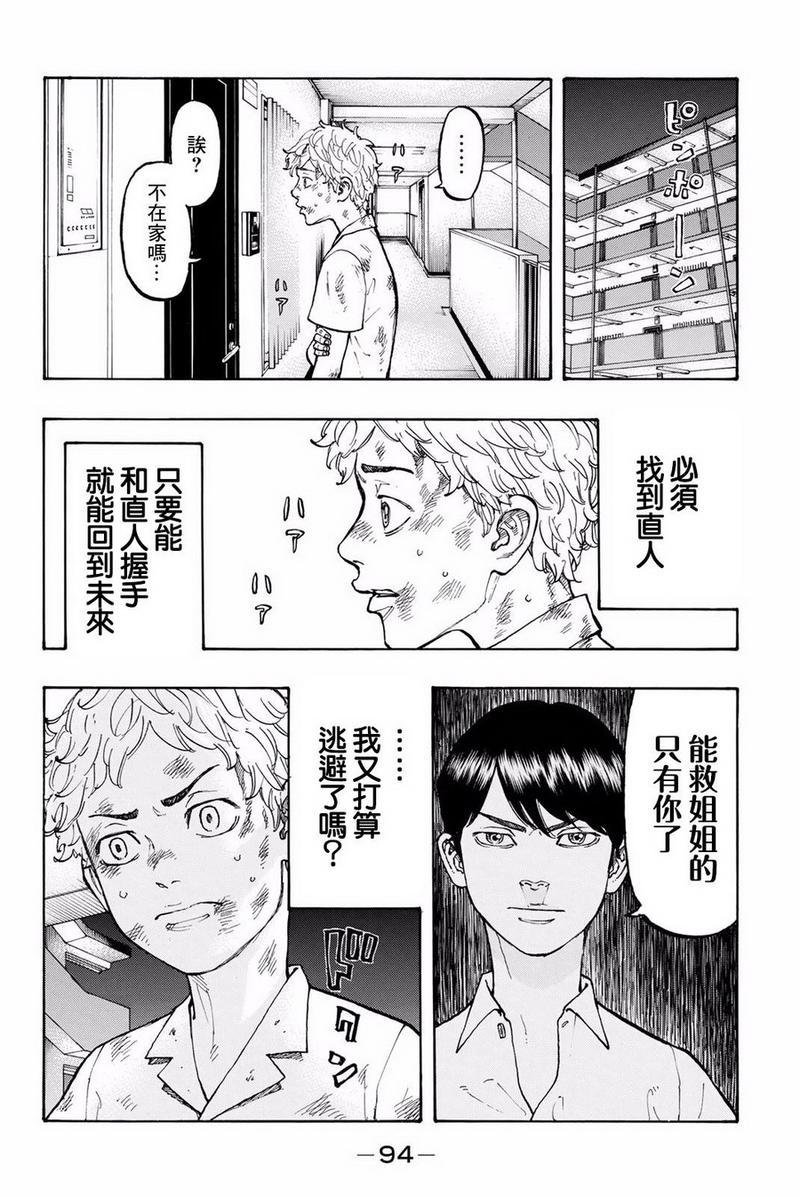 ピンポーン
……
誒?
不在家嗎…
ハァ
ハァ
必須
找到直人
ハァ
ハァ
只要能
和直人握手
就能回到未來
能救姐姐的
只有你了
……
我又打算
逃避了嗎?
ドクン
—94—